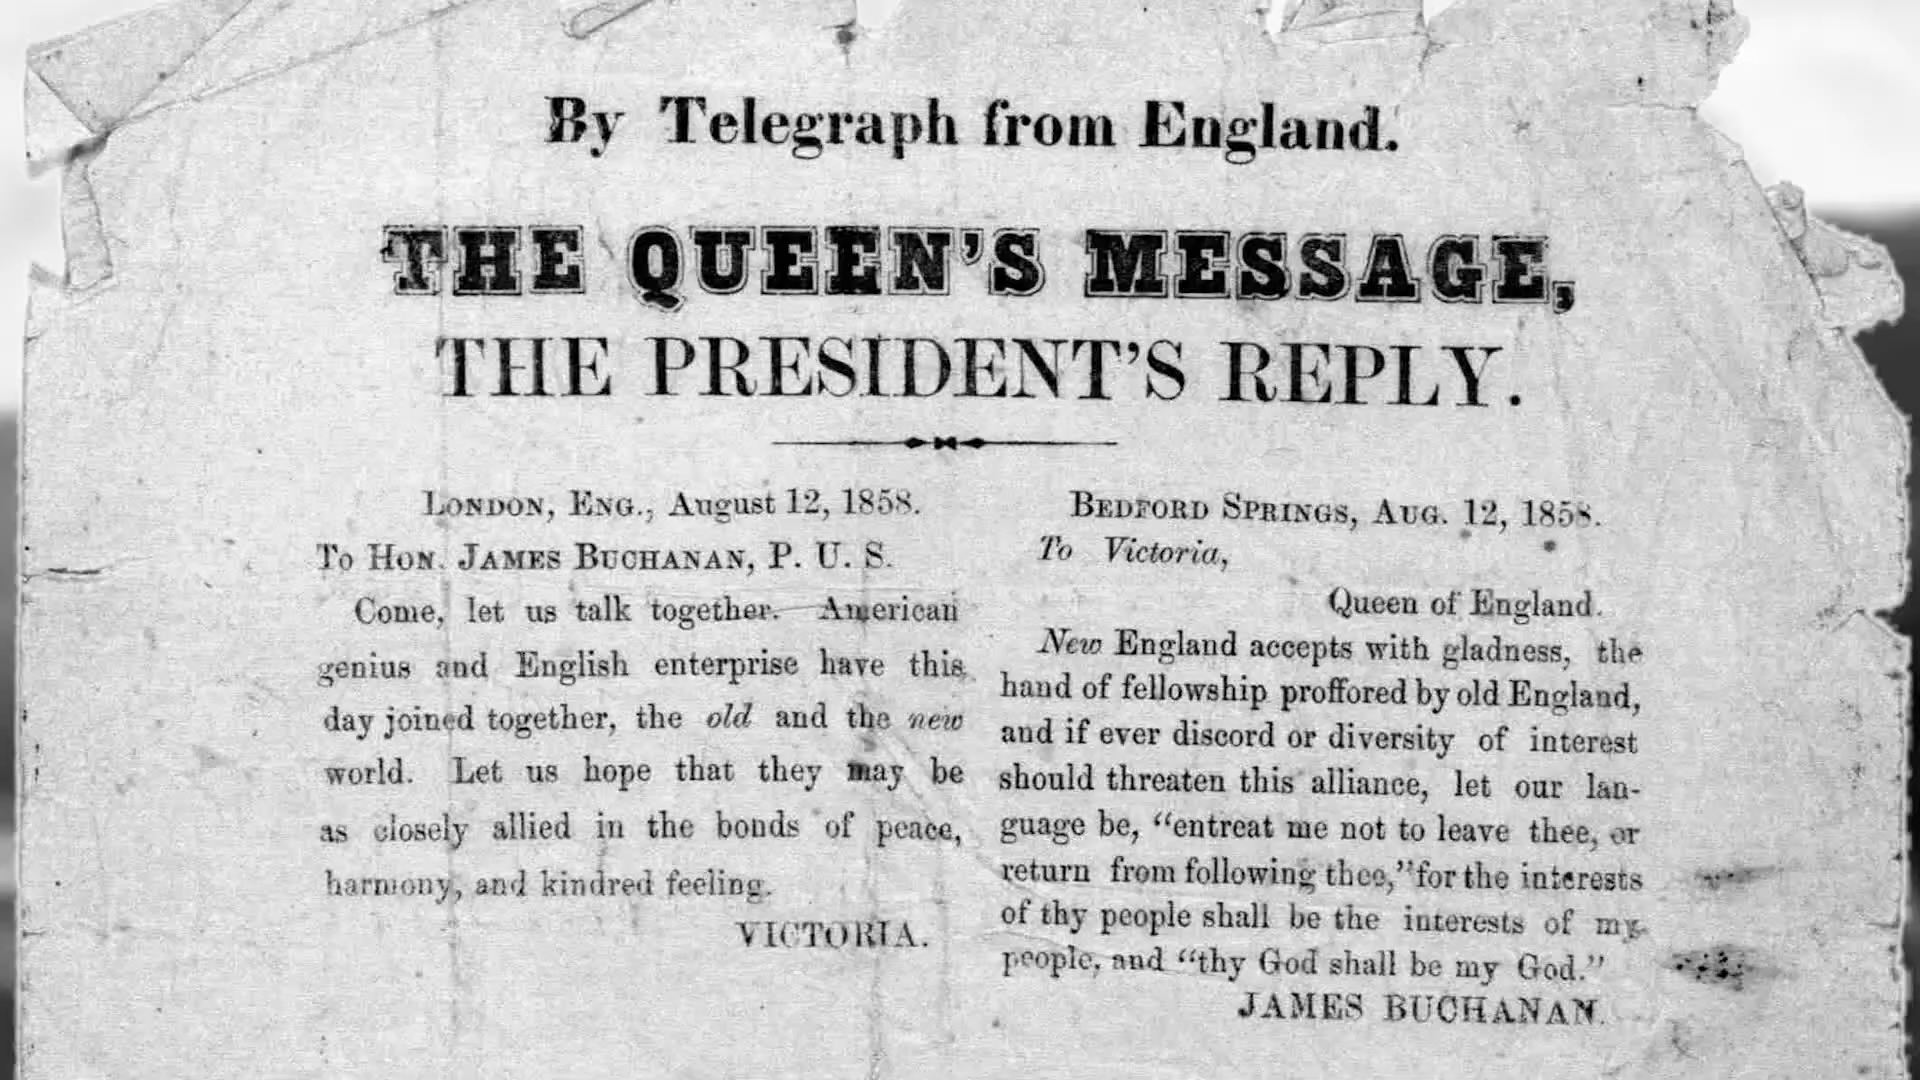 By Telegraph from England.
THE QUEEN'S MESSAGE,
THE PRESIDENT'S REPLY.
LONDON, ENG., August 12, 1858.
TO HON. JAMES BUCHANAN, P. U. S.
Come, let us talk together. American
genius and English enterprise have this
day joined together, the old and the new
world. Let us hope that they may be
as closely allied in the bonds of peace,
harmony, and kindred feeling.
VICTORIA.
BEDFORD SPRINGS, AUG. 12, 1858.
To Victoria,
Queen of England.
New England accepts with gladness, the
hand of fellowship proffored by old England,
and if ever discord or diversity of interest
should threaten this alliance, let our lan-
guage be, "entreat me not to leave thee, or
return from following thee," for the interests
of thy people shall be the interests of my
people, and "thy God shall be my God."
JAMES BUCHANAN.